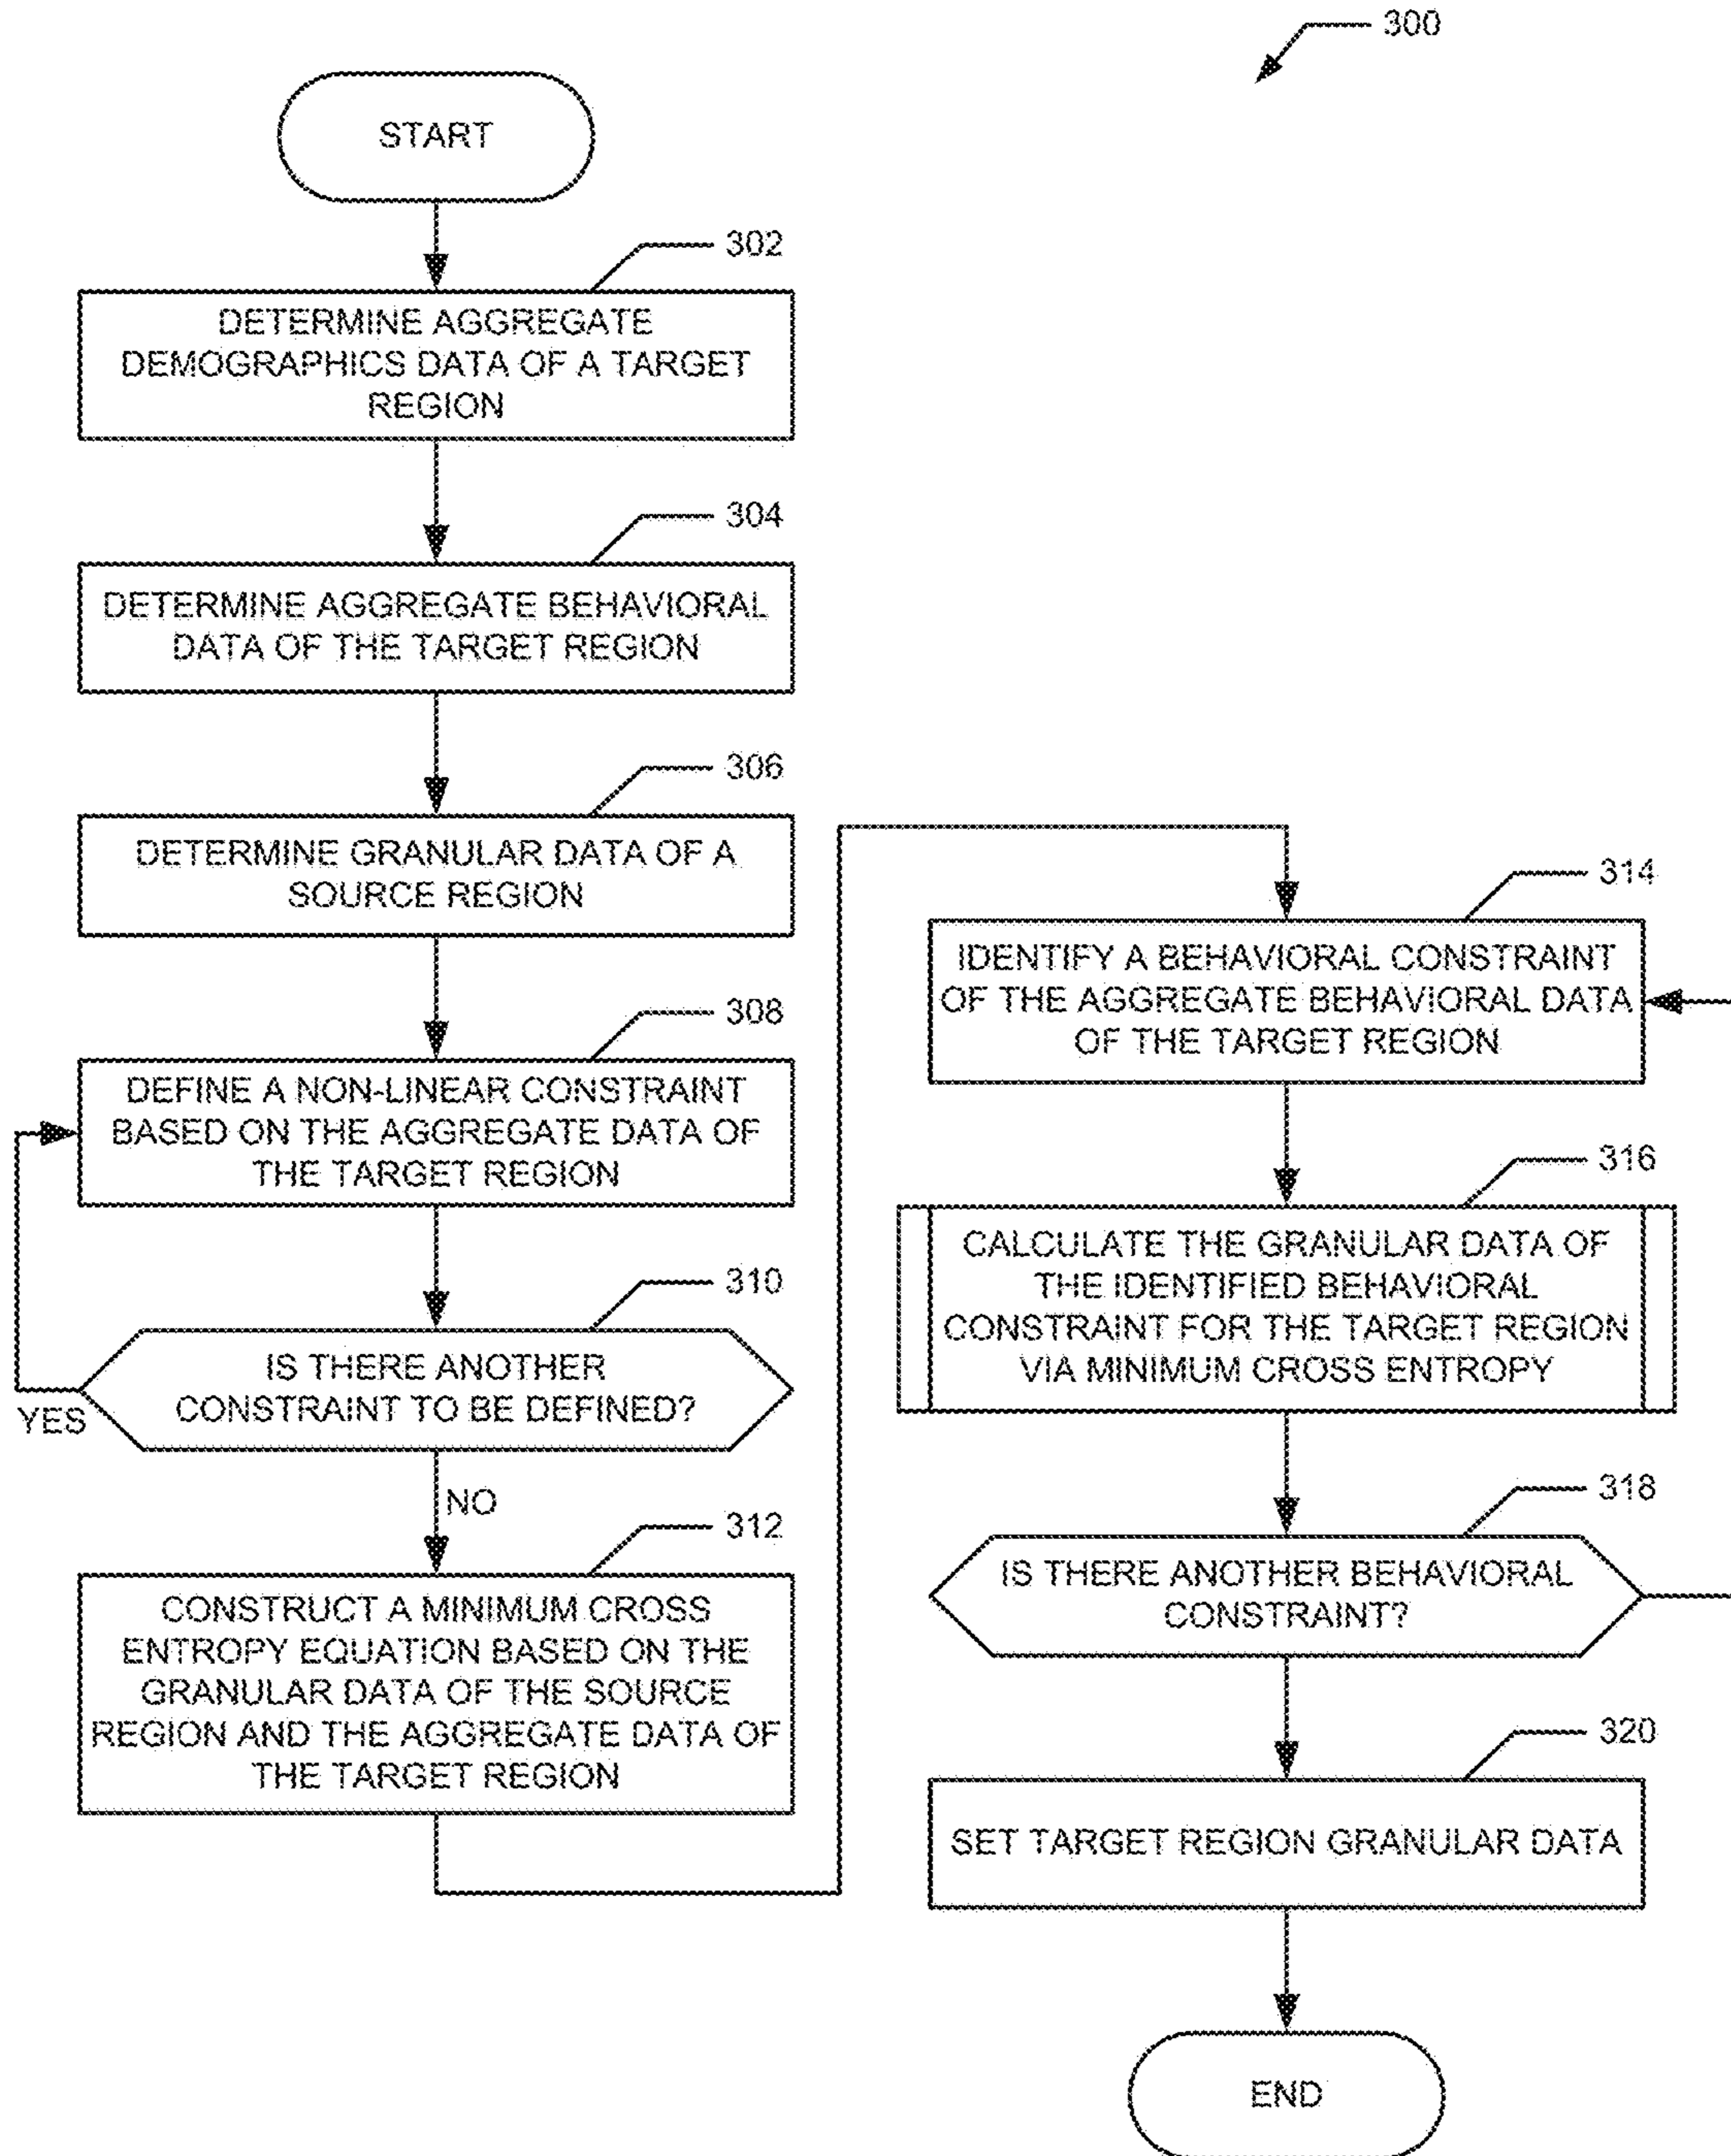 300
START
302
DETERMINE AGGREGATE
DEMOGRAPHICS DATA OF A TARGET
REGION
304
DETERMINE AGGREGATE BEHAVIORAL
DATA OF THE TARGET REGION
306
DETERMINE GRANULAR DATA OF A
SOURCE REGION
308
DEFINE A NON-LINEAR CONSTRAINT
BASED ON THE AGGREGATE DATA OF
THE TARGET REGION
310
IS THERE ANOTHER
CONSTRAINT TO BE DEFINED?
YES
NO
312
CONSTRUCT A MINIMUM CROSS
ENTROPY EQUATION BASED ON THE
GRANULAR DATA OF THE SOURCE
REGION AND THE AGGREGATE DATA OF
THE TARGET REGION
314
IDENTIFY A BEHAVIORAL CONSTRAINT
OF THE AGGREGATE BEHAVIORAL DATA
OF THE TARGET REGION
316
CALCULATE THE GRANULAR DATA OF
THE IDENTIFIED BEHAVIORAL
CONSTRAINT FOR THE TARGET REGION
VIA MINIMUM CROSS ENTROPY
318
IS THERE ANOTHER BEHAVIORAL
CONSTRAINT?
320
SET TARGET REGION GRANULAR DATA
END